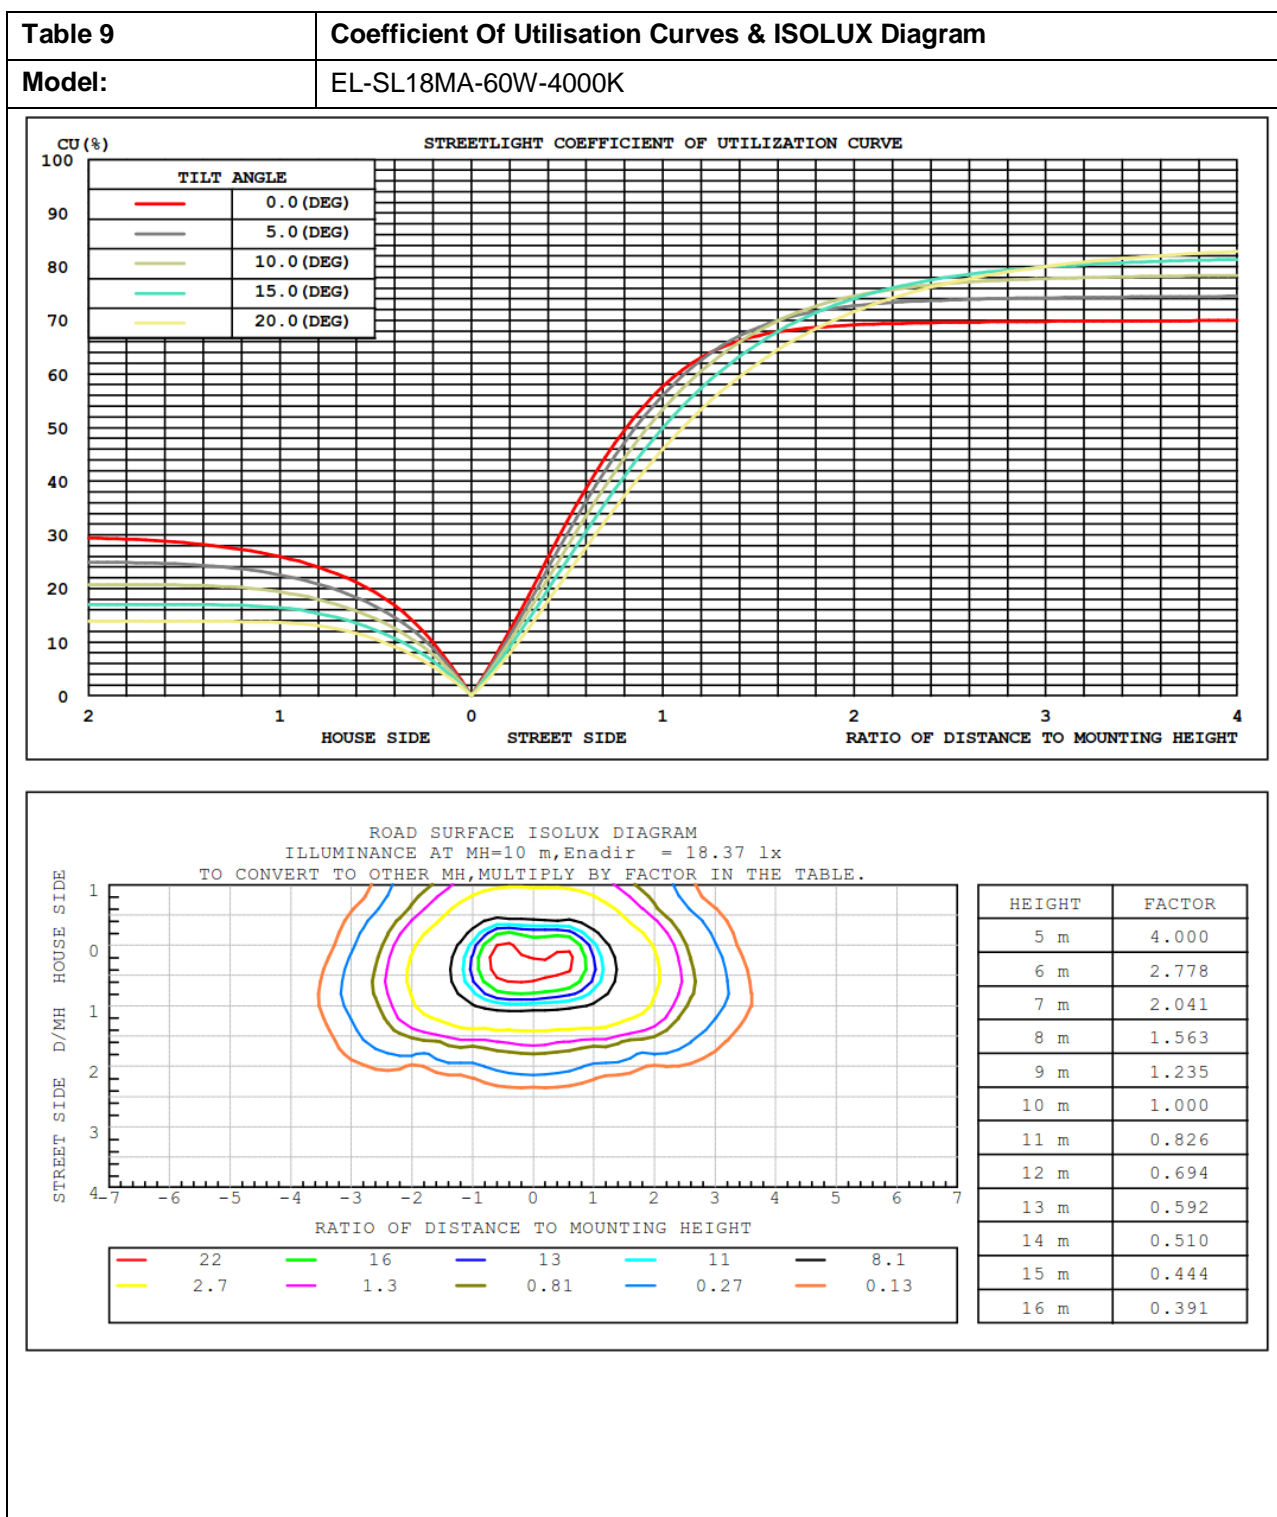 Table 9 Coefficient Of Utilisation Curves & ISOLUX Diagram
Model: EL-SL18MA-60W-4000K
CU(%) STREETLIGHT COEFFICIENT OF UTILIZATION CURVE
100
TILT ANGLE
0.0(DEG)
90
5.0(DEG)
10.0(DEG)
80
15.0(DEG)
70
20.0(DEG)
60
50
40
30
20
10
0
2 1 0 1 2 3 4
HOUSE SIDE STREET SIDE RATIO OF DISTANCE TO MOUNTING HEIGHT
ROAD SURFACE ISOLUX DIAGRAM
ILLUMINANCE AT MH=10 m,Enadir = 18.37 lx
TO CONVERT TO OTHER MH,MULTIPLY BY FACTOR IN THE TABLE.
STREET SIDE D/MH HOUSE SIDE
1
0
1
2
3
4
-7 -6 -5 -4 -3 -2 -1 0 1 2 3 4 5 6 7
RATIO OF DISTANCE TO MOUNTING HEIGHT
22 16 13 11 8.1
2.7 1.3 0.81 0.27 0.13
HEIGHT FACTOR
5 m 4.000
6 m 2.778
7 m 2.041
8 m 1.563
9 m 1.235
10 m 1.000
11 m 0.826
12 m 0.694
13 m 0.592
14 m 0.510
15 m 0.444
16 m 0.391